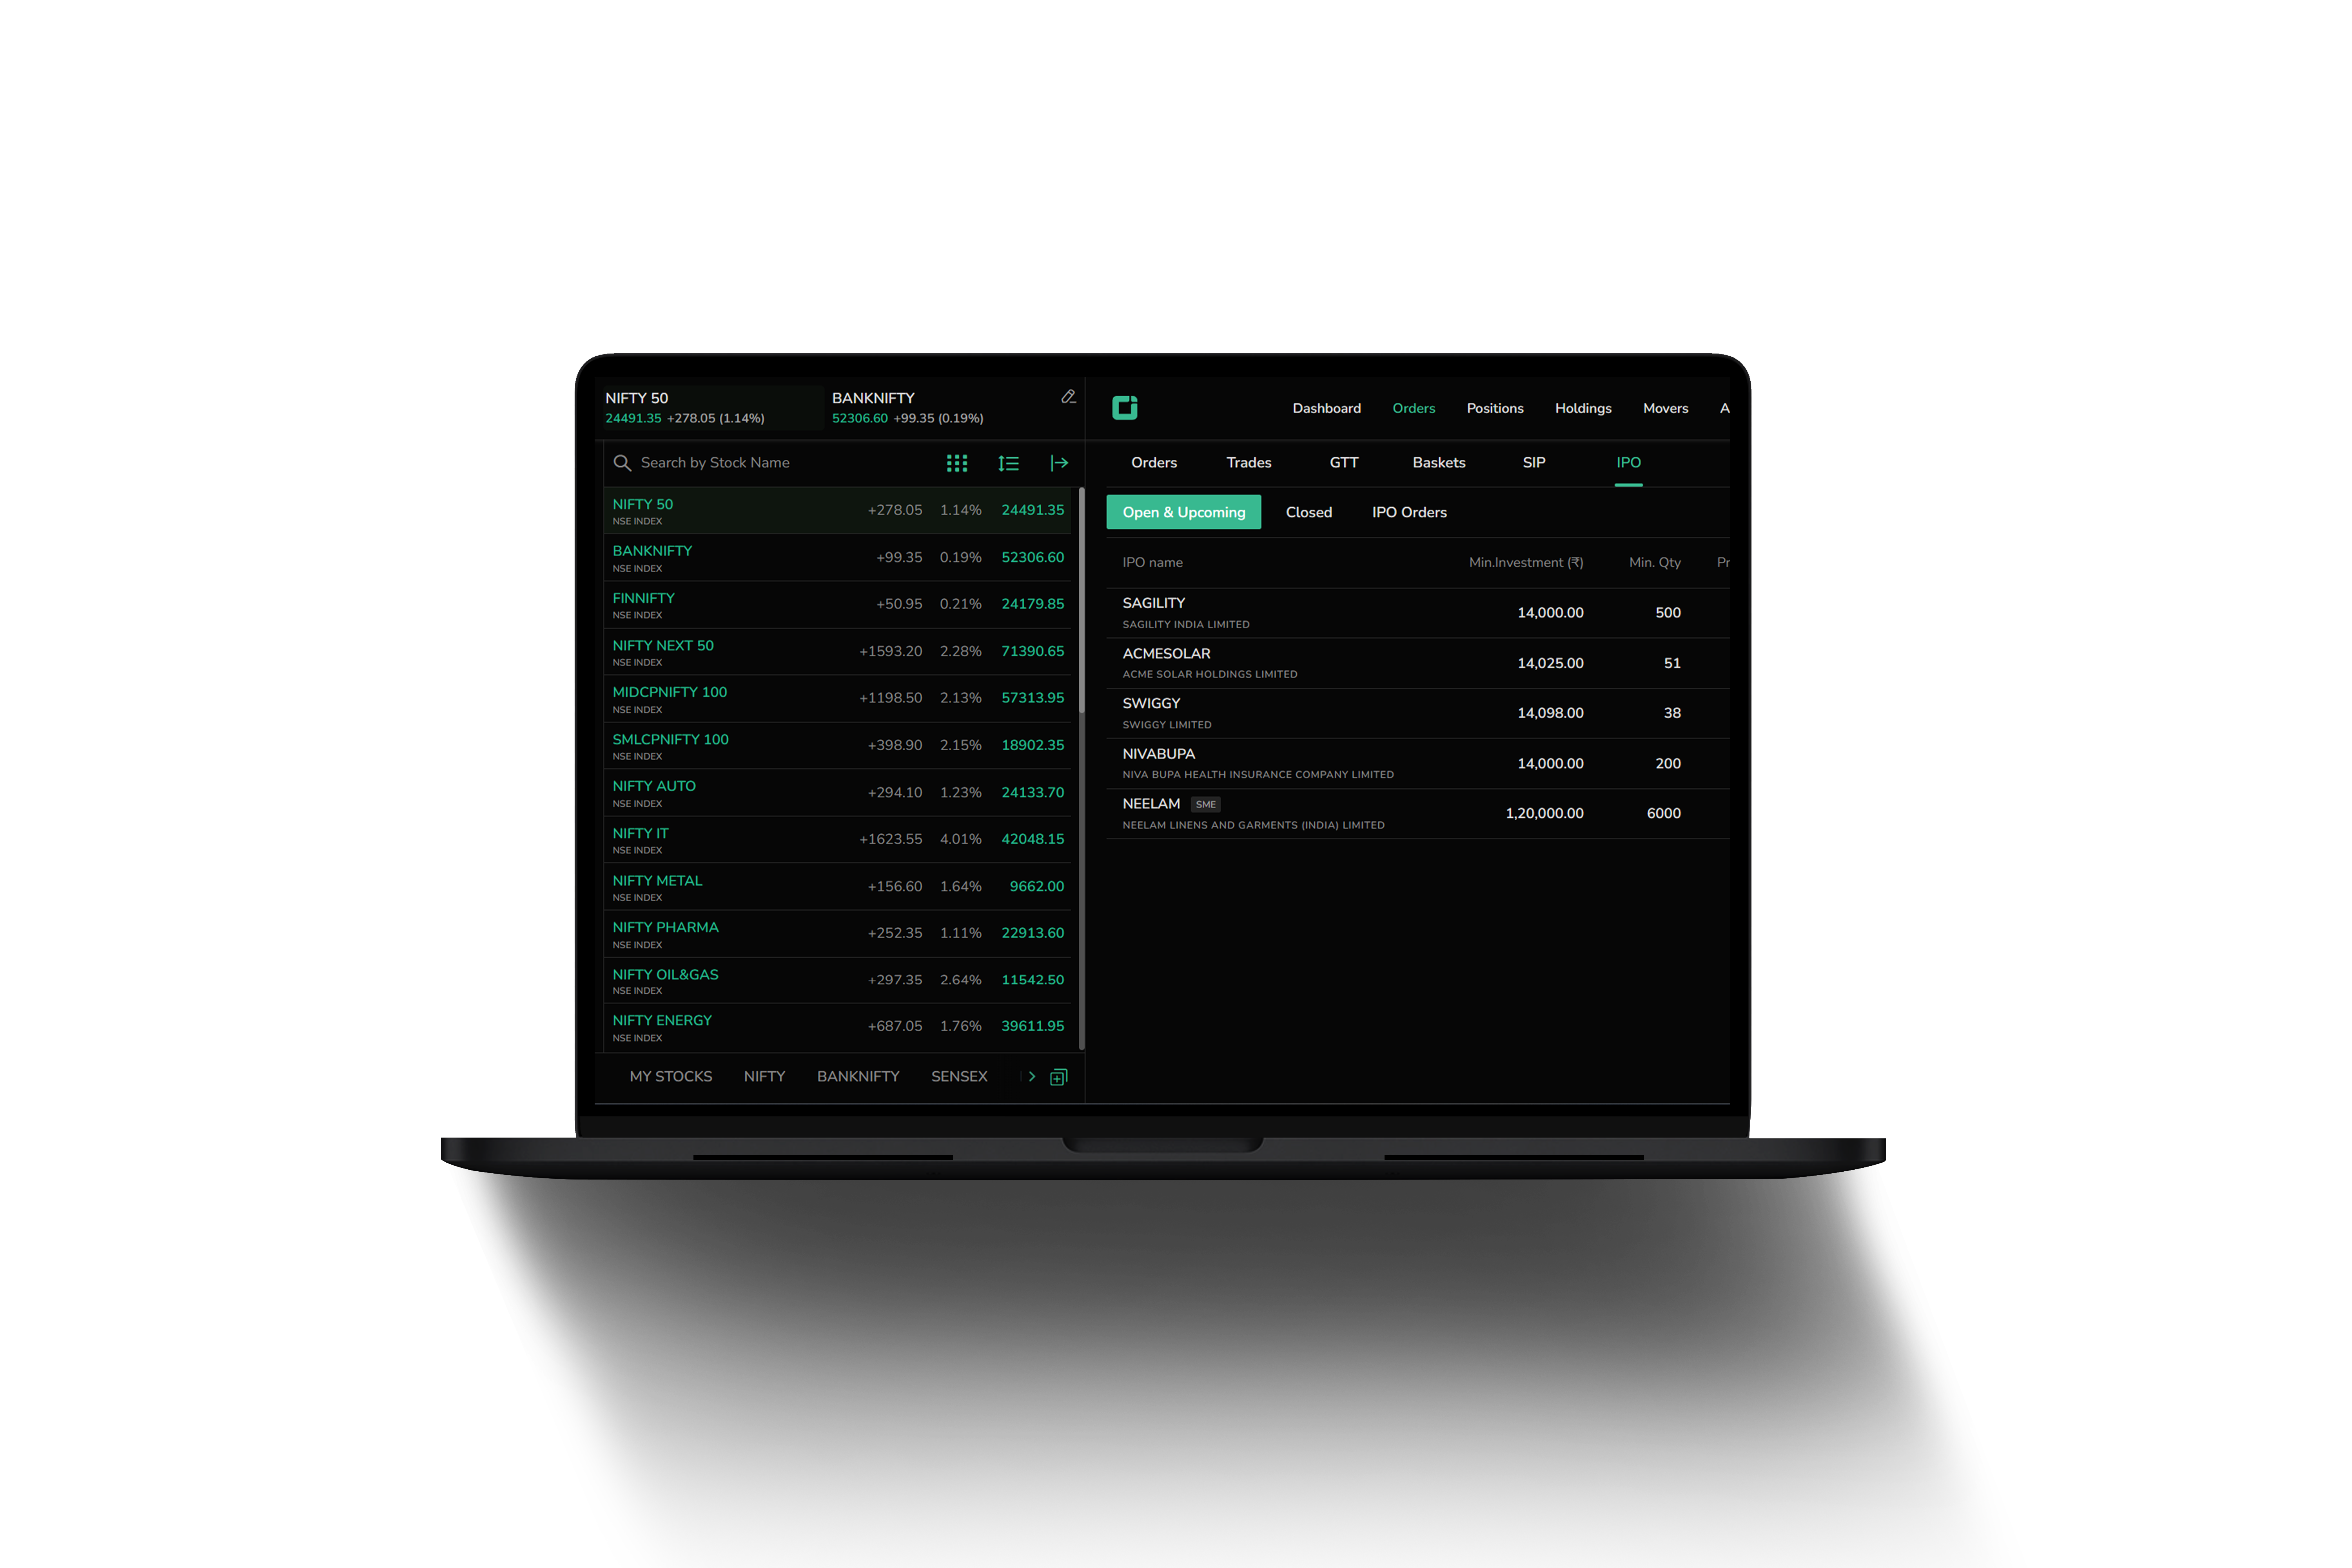 NIFTY 50
24491.35 +278.05 (1.14%)
BANKNIFTY
52306.60 +99.35 (0.19%)
Search by Stock Name
NIFTY 50 +278.05 1.14% 24491.35
NSE INDEX
BANKNIFTY +99.35 0.19% 52306.60
NSE INDEX
FINNIFTY +50.95 0.21% 24179.85
NSE INDEX
NIFTY NEXT 50 +1593.20 2.28% 71390.65
NSE INDEX
MIDCPNIFTY 100 +1198.50 2.13% 57313.95
NSE INDEX
SMLCPNIFTY 100 +398.90 2.15% 18902.35
NSE INDEX
NIFTY AUTO +294.10 1.23% 24133.70
NSE INDEX
NIFTY IT +1623.55 4.01% 42048.15
NSE INDEX
NIFTY METAL +156.60 1.64% 9662.00
NSE INDEX
NIFTY PHARMA +252.35 1.11% 22913.60
NSE INDEX
NIFTY OIL&GAS +297.35 2.64% 11542.50
NSE INDEX
NIFTY ENERGY +687.05 1.76% 39611.95
NSE INDEX
MY STOCKS NIFTY BANKNIFTY SENSEX
Dashboard Orders Positions Holdings Movers A
Orders Trades GTT Baskets SIP IPO
Open & Upcoming Closed IPO Orders
IPO name Min.Investment (₹) Min. Qty Pr
SAGILITY 14,000.00 500
SAGILITY INDIA LIMITED
ACMESOLAR 14,025.00 51
ACME SOLAR HOLDINGS LIMITED
SWIGGY 14,098.00 38
SWIGGY LIMITED
NIVABUPA 14,000.00 200
NIVA BUPA HEALTH INSURANCE COMPANY LIMITED
NEELAM SME 1,20,000.00 6000
NEELAM LINENS AND GARMENTS (INDIA) LIMITED